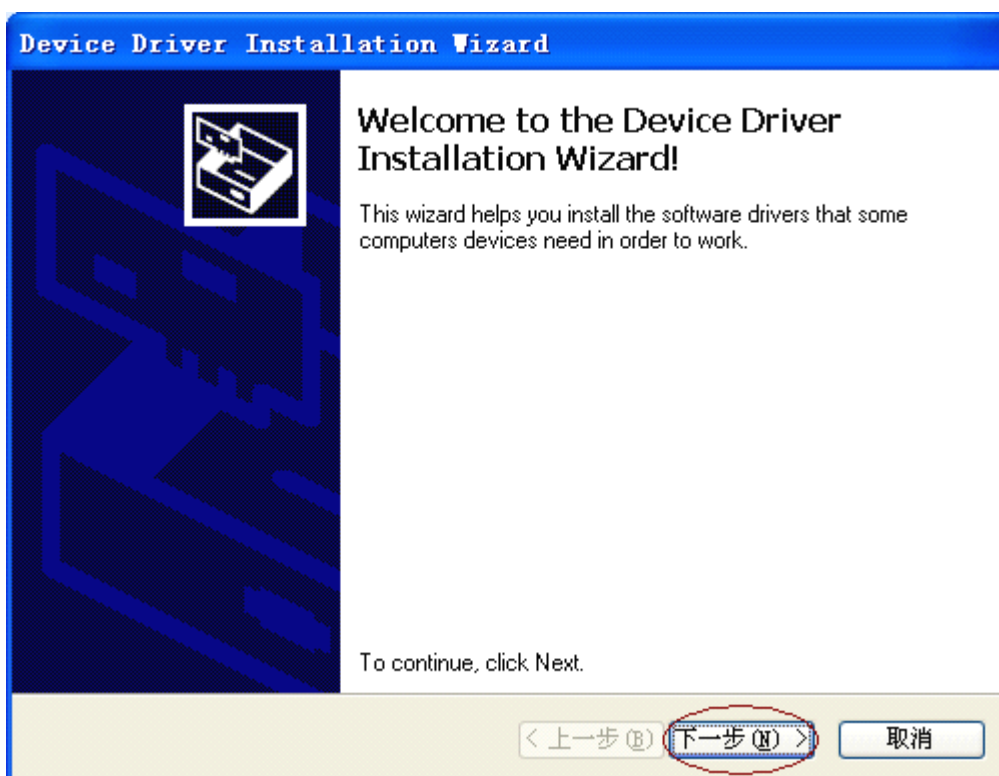 Device Driver Installation Wizard
Welcome to the Device Driver
Installation Wizard!
This wizard helps you install the software drivers that some
computers devices need in order to work.
To continue, click Next.
< 上一步(B) 下一步(N) > 取消